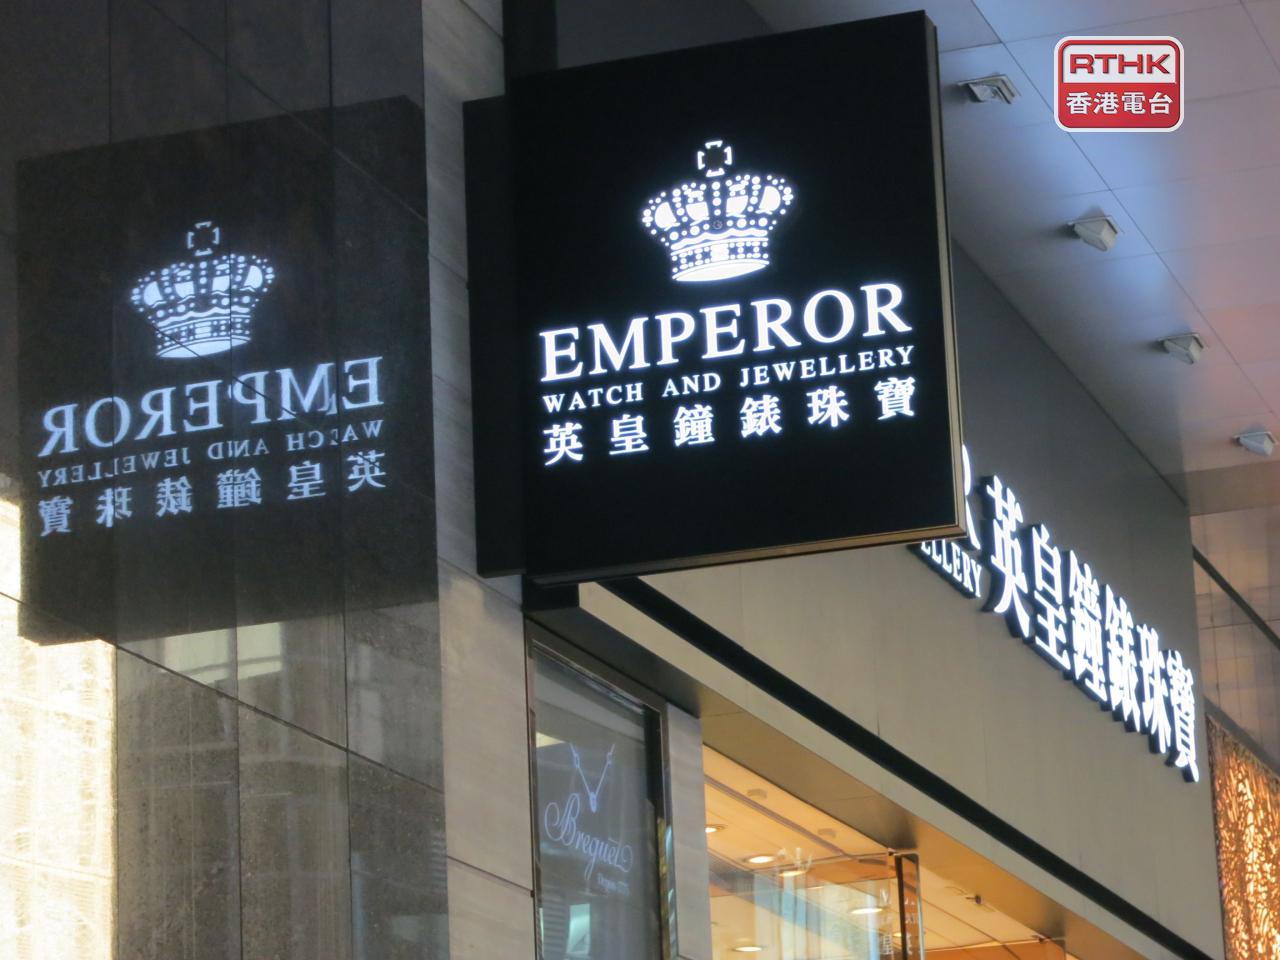 RTHK
香港電台
EMPEROR
WATCH AND JEWELLERY
英皇鐘錶珠寶
EMPEROR
WATCH AND JEWELLERY
英皇鐘錶珠寶
R 英皇鐘錶珠寶
ELLERY
Breguet